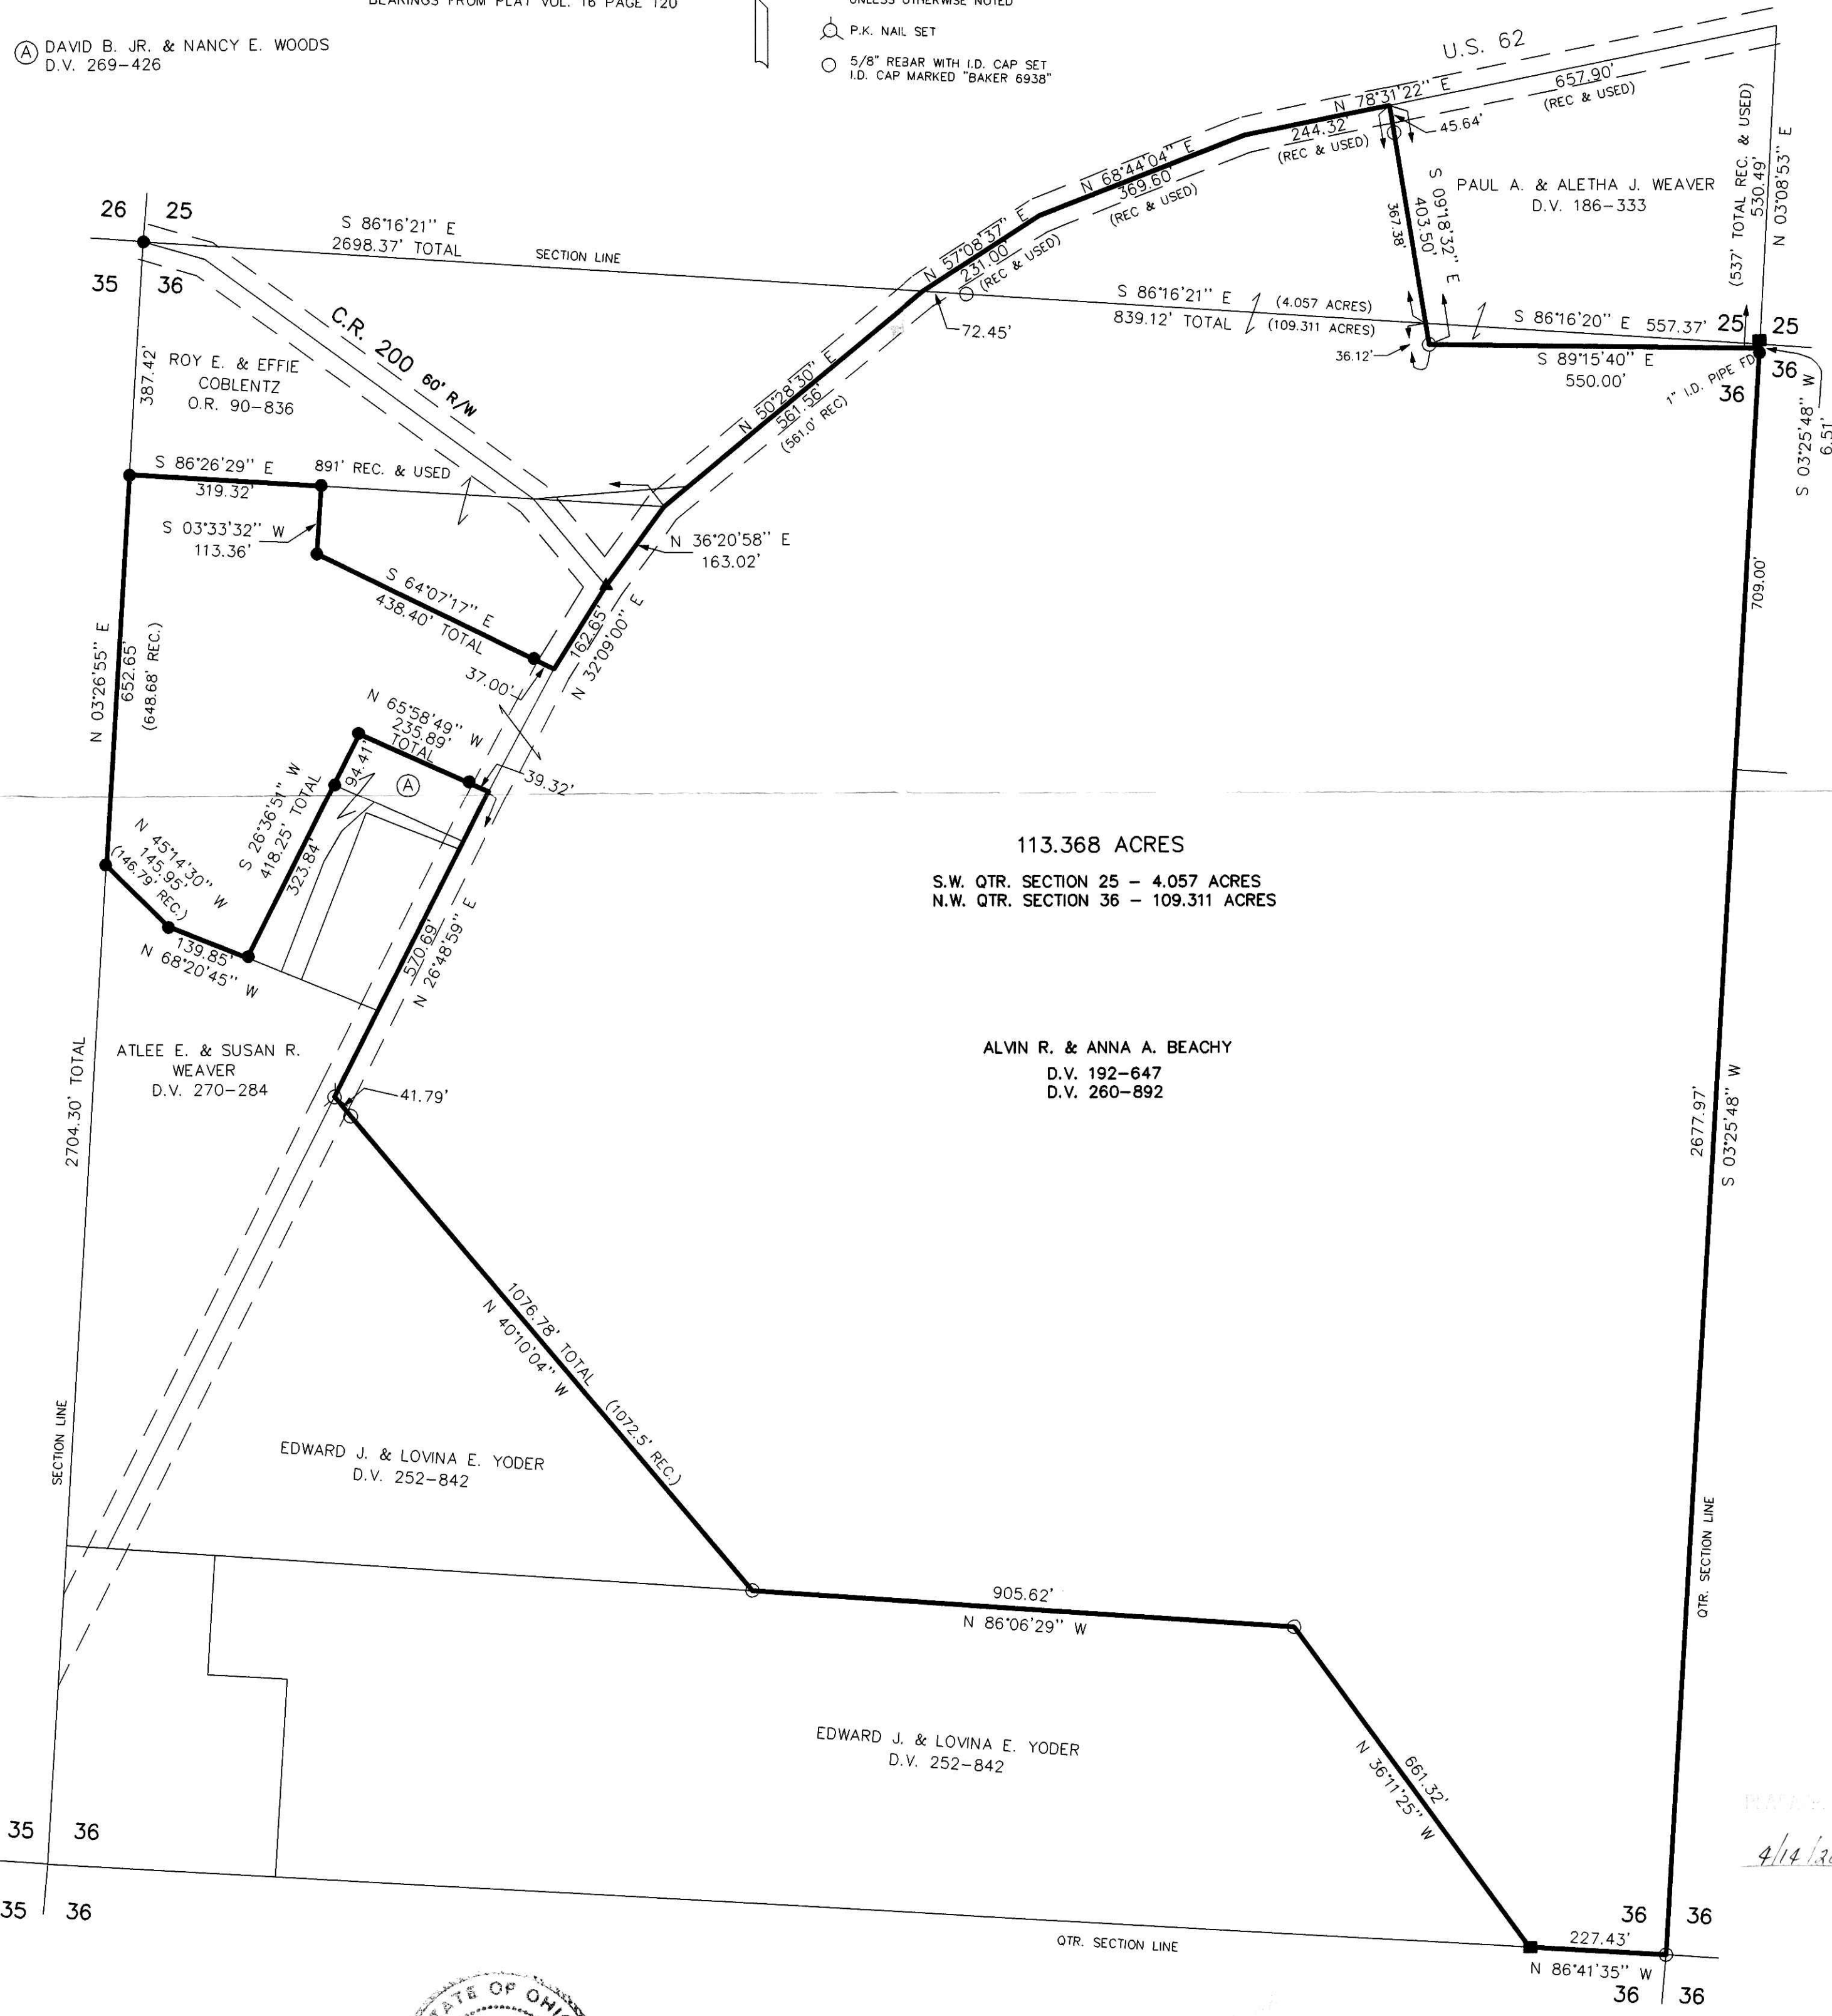 BEARINGS FROM PLAT VOL. 16 PAGE 120
UNLESS OTHERWISE NOTED
P.K. NAIL SET
5/8" REBAR WITH I.D. CAP SET
I.D. CAP MARKED "BAKER 6938"
A DAVID B. JR. & NANCY E. WOODS
D.V. 269-426
U.S. 62
N 78°31'22" E
657.90'
(REC & USED)
244.32'
(REC & USED)
45.64'
N 68°44'04" E
369.60'
(REC & USED)
S 09°18'32" E
403.50'
367.38'
PAUL A. & ALETHA J. WEAVER
D.V. 186-333
(537' TOTAL REC. & USED)
530.49'
N 03°08'53" E
26 25
35 36
S 86°16'21" E
2698.37' TOTAL
SECTION LINE
N 57°08'37" E
231.00'
(REC & USED)
72.45'
S 86°16'21" E
839.12' TOTAL
(4.057 ACRES)
(109.311 ACRES)
36.12'
S 86°16'20" E 557.37'
25 25
36
36
S 89°15'40" E
550.00'
1" I.D. PIPE FD.
S 03°25'48" W
6.51'
C.R. 200 60' R/W
387.42'
ROY E. & EFFIE
COBLENTZ
O.R. 90-836
N 50°28'30" E
561.56'
(561.0' REC)
S 86°26'29" E
319.32'
891' REC. & USED
S 03°33'32" W
113.36'
N 36°20'58" E
163.02'
S 64°07'17" E
438.40' TOTAL
162.65'
N 32°09'00" E
37.00'
709.00'
N 03°26'55" E
652.65'
(648.68' REC.)
N 65°58'49" W
235.89'
TOTAL
39.32'
94.41'
A
S 26°36'51" W
418.25' TOTAL
323.84'
N 45°14'30" W
145.95'
(146.79' REC.)
139.85'
N 68°20'45" W
570.69'
N 26°48'59" E
113.368 ACRES
S.W. QTR. SECTION 25 - 4.057 ACRES
N.W. QTR. SECTION 36 - 109.311 ACRES
ATLEE E. & SUSAN R.
WEAVER
D.V. 270-284
41.79'
ALVIN R. & ANNA A. BEACHY
D.V. 192-647
D.V. 260-892
2704.30' TOTAL
2677.97'
S 03°25'48" W
1076.78' TOTAL
N 40°10'04" W
(1072.5' REC.)
SECTION LINE
EDWARD J. & LOVINA E. YODER
D.V. 252-842
905.62'
N 86°06'29" W
QTR. SECTION LINE
EDWARD J. & LOVINA E. YODER
D.V. 252-842
661.32'
N 36°11'25" W
35 36
35 36
4/14/
QTR. SECTION LINE
36 36
227.43'
N 86°41'35" W
36 36
STATE OF OHIO